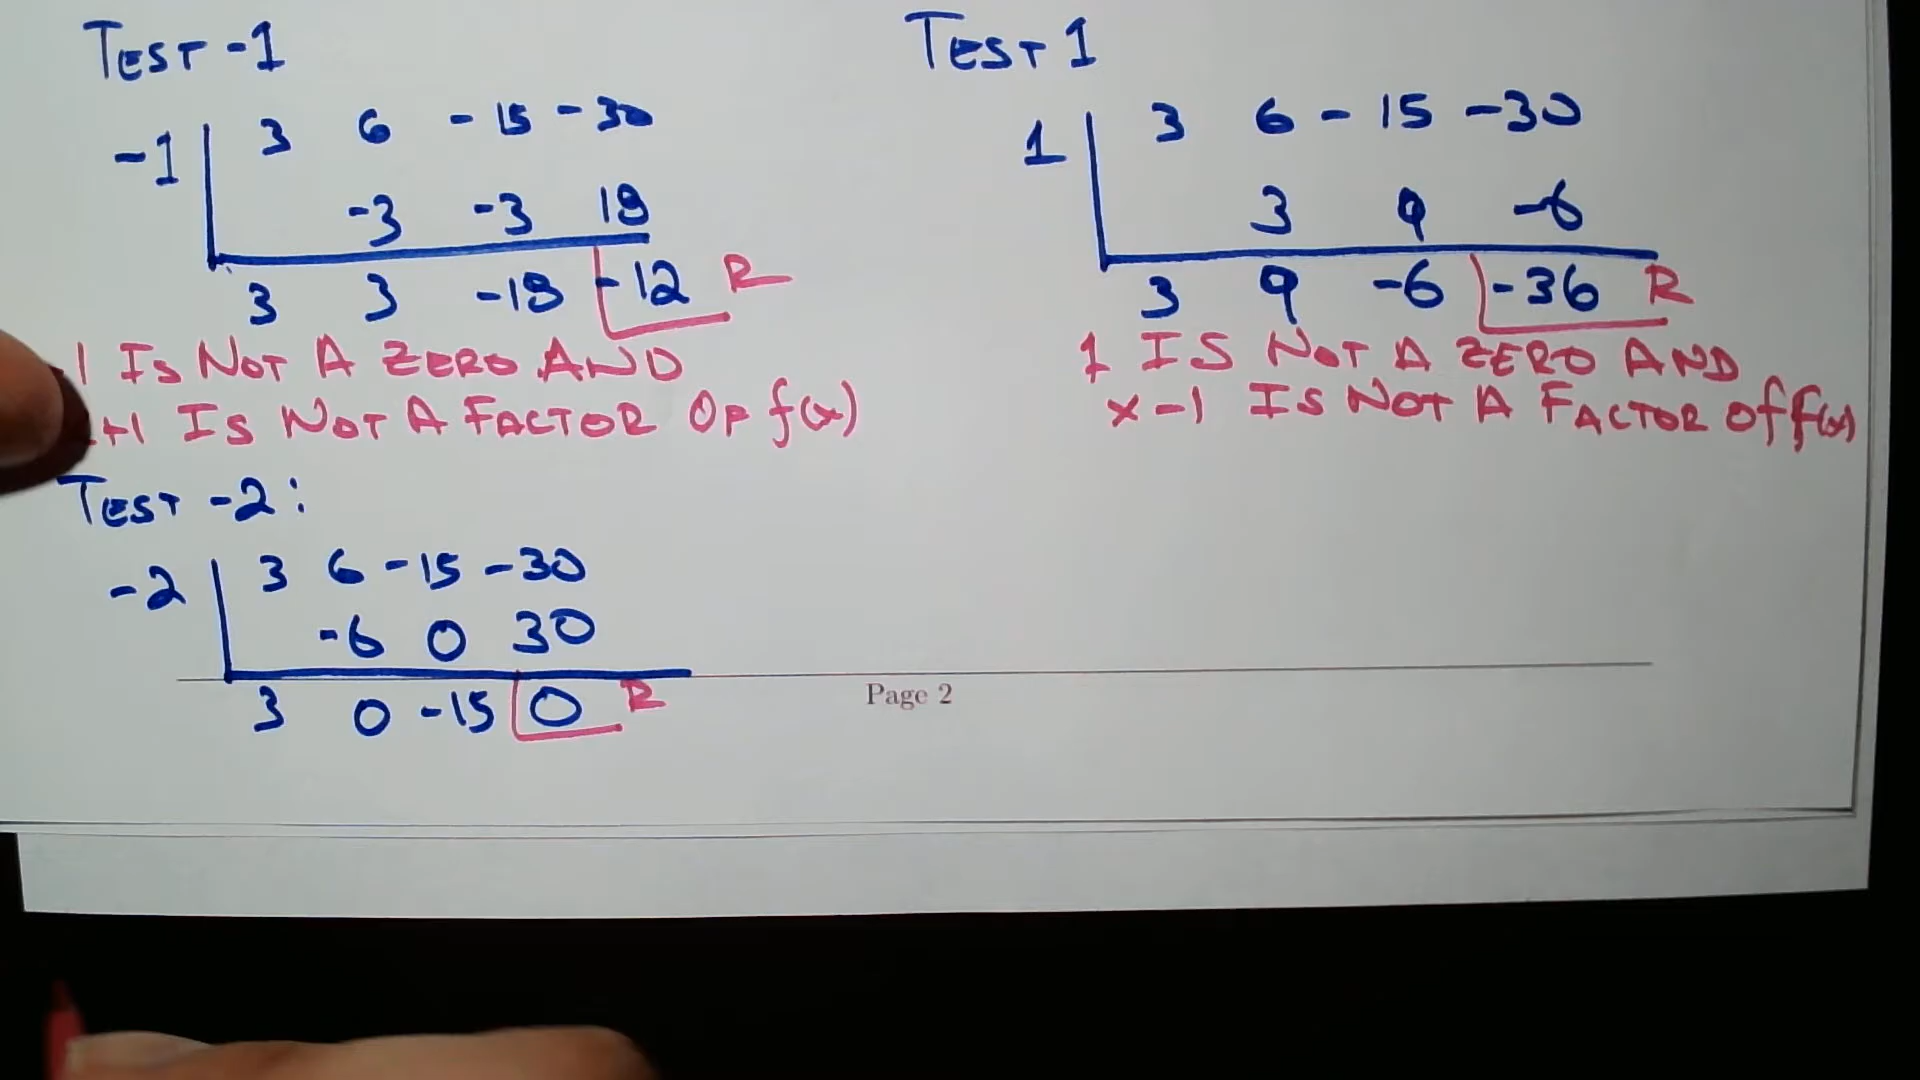 TEST -1
-1 3 6 -15 -30
-3 -3 18
3 3 -18 -12 R
1 IS NOT A ZERO AND
+1 IS NOT A FACTOR OF f(x)
TEST 1
1 3 6 -15 -30
3 9 -6
3 9 -6 -36 R
1 IS NOT A ZERO AND
x-1 IS NOT A FACTOR OF f(x)
TEST -2:
-2 3 6 -15 -30
-6 0 30
3 0 -15 0 R
Page 2